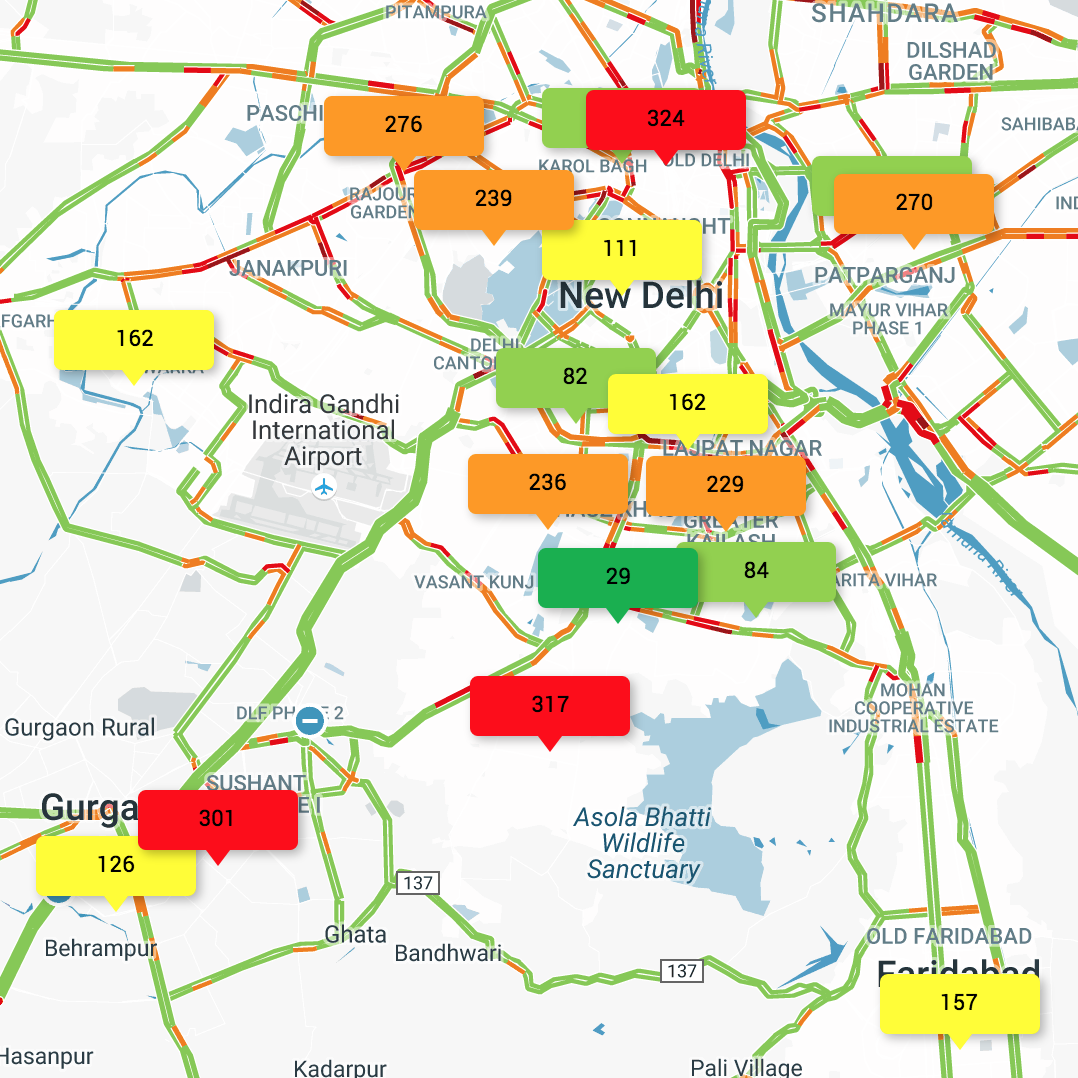 PITAMPURA
SHAHDARA
DILSHAD
GARDEN
PASCHI
276
324
SAHIBAB
KAROL BAGH
OLD DELHI
RAJOUR
GARDEN
239
270
IND
111
JANAKPURI
PATPARGANJ
New Delhi
MAYUR VIHAR
PHASE 1
FGARH
162
DELHI
CANTO
82
162
Indira Gandhi
International
Airport
LAJPAT NAGAR
236
229
GREATER
KAILASH
VASANT KUNJ
29
84
ARITA VIHAR
Yamuna River
317
MOHAN
COOPERATIVE
INDUSTRIAL ESTATE
DLF PH 2
Gurgaon Rural
SUSHANT
E I
Gurga
301
Asola Bhatti
Wildlife
Sanctuary
126
137
Behrampur
Ghata
Bandhwari
OLD FARIDABAD
137
Faridabad
157
Hasanpur
Kadarpur
Pali Village